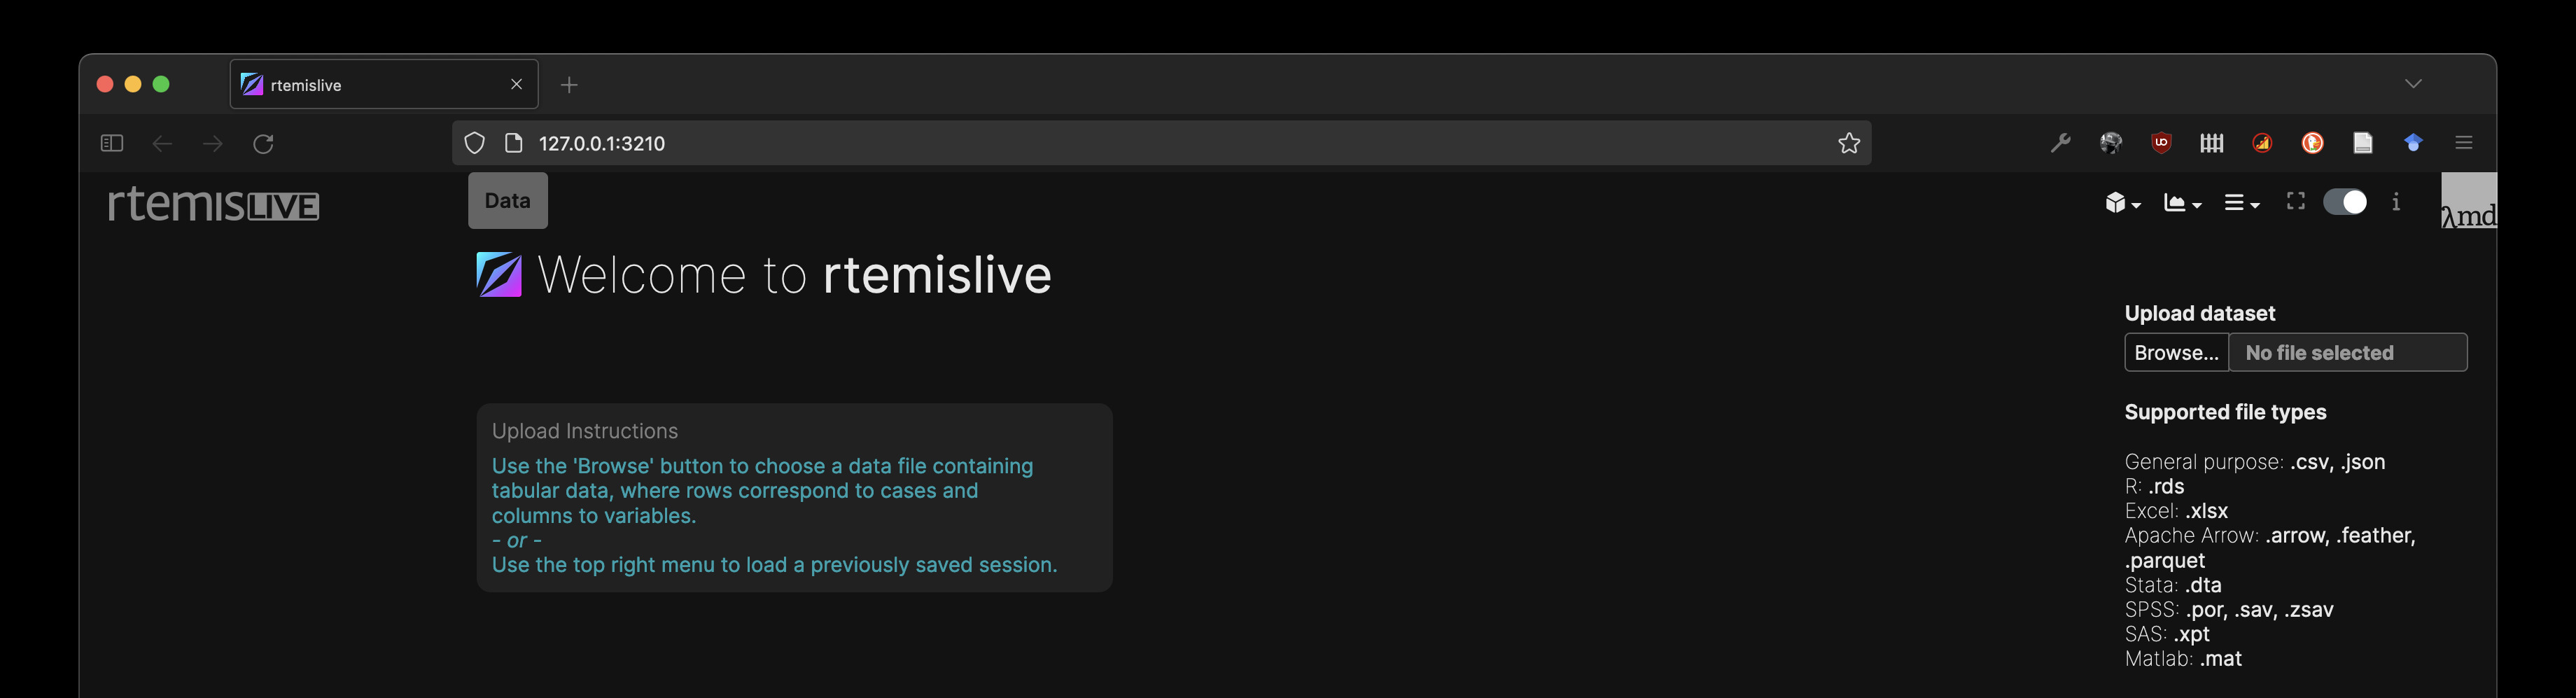 rtemislive
127.0.0.1:3210
rtemisLIVE
Data
λmd
Welcome to rtemislive
Upload dataset
Browse...
No file selected
Upload Instructions
Use the 'Browse' button to choose a data file containing
tabular data, where rows correspond to cases and
columns to variables.
- or -
Use the top right menu to load a previously saved session.
Supported file types
General purpose: .csv, .json
R: .rds
Excel: .xlsx
Apache Arrow: .arrow, .feather,
.parquet
Stata: .dta
SPSS: .por, .sav, .zsav
SAS: .xpt
Matlab: .mat